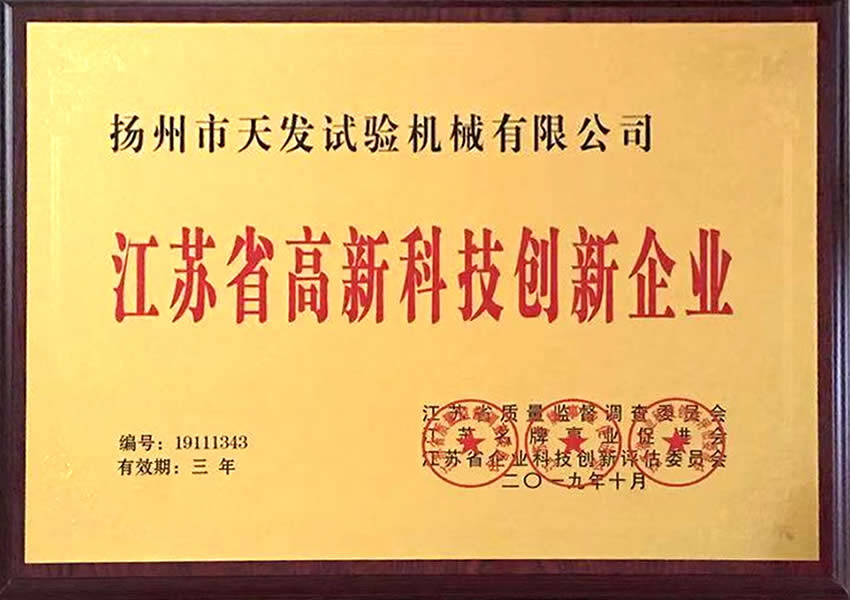 扬州市天发试验机械有限公司
江苏省高新科技创新企业
编号：19111343
有效期：三 年
江苏省质量监督调查委员会
江苏名牌事业促进会
江苏省企业科技创新评估委员会
二〇一九年十月